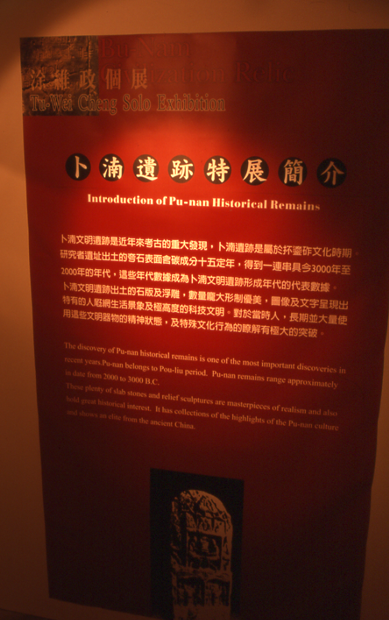 涂維政個展
Tu Wei Cheng Solo Exhibition
卜湳遺跡特展簡介
Introduction of Pu-nan Historical Remains
卜湳文明遺跡是近年來考古的重大發現，卜湳遺跡是屬於抔塯砟文化時期。
研究者遺址出土的
石表面含碳成分十五定年，得到一連串具今3000年至
2000年的年代，這些年代數據成為卜湳文明遺跡形成年代的代表數據。
卜湳文明遺跡出土的石版及浮雕，數量龐大形制優美，圖像及文字呈現出
特有的人點網生活景象及極高度的科技文明。對於當時人，長期並大量使
用這些文明器物的精神狀態，及特殊文化行為的瞭解有極大的突破。
The discovery of Pu-nan historical remains is one of the most important discoveries in
recent years.Pu-nan belongs to Pou-liu period. Pu-nan remains range approximately
in date from 2000 to 3000 B.C.
These plenty of slab stones and relief sculptures are masterpieces of realism and also
hold great historical interest. It has collections of the highlights of the Pu-nan culture
and shows an elite from the ancient China.